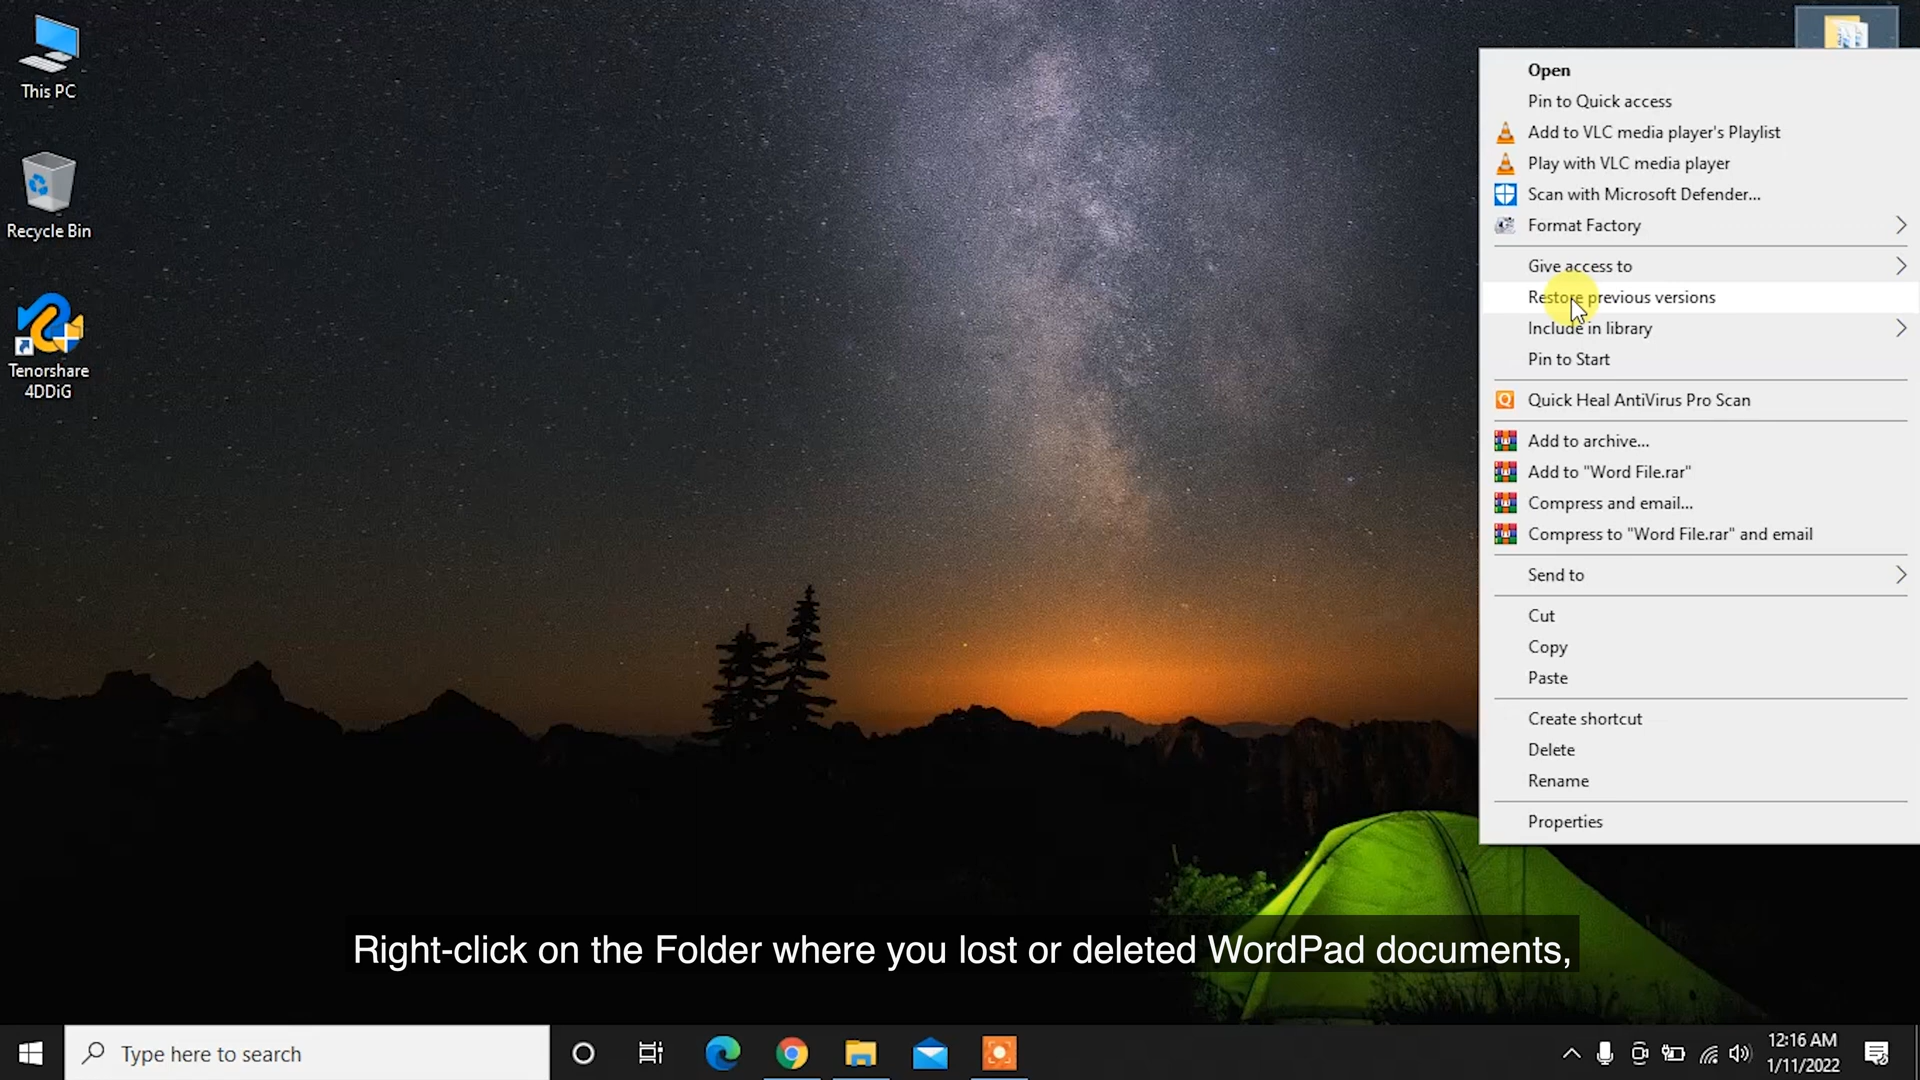 This PC
Recycle Bin
Tenorshare
4DDiG
Open
Pin to Quick access
Add to VLC media player's Playlist
Play with VLC media player
Scan with Microsoft Defender...
Format Factory
Give access to
Restore previous versions
Include in library
Pin to Start
Quick Heal AntiVirus Pro Scan
Add to archive...
Add to "Word File.rar"
Compress and email...
Compress to "Word File.rar" and email
Send to
Cut
Copy
Paste
Create shortcut
Delete
Rename
Properties
Right-click on the Folder where you lost or deleted WordPad documents,
Type here to search
12:16 AM
1/11/2022